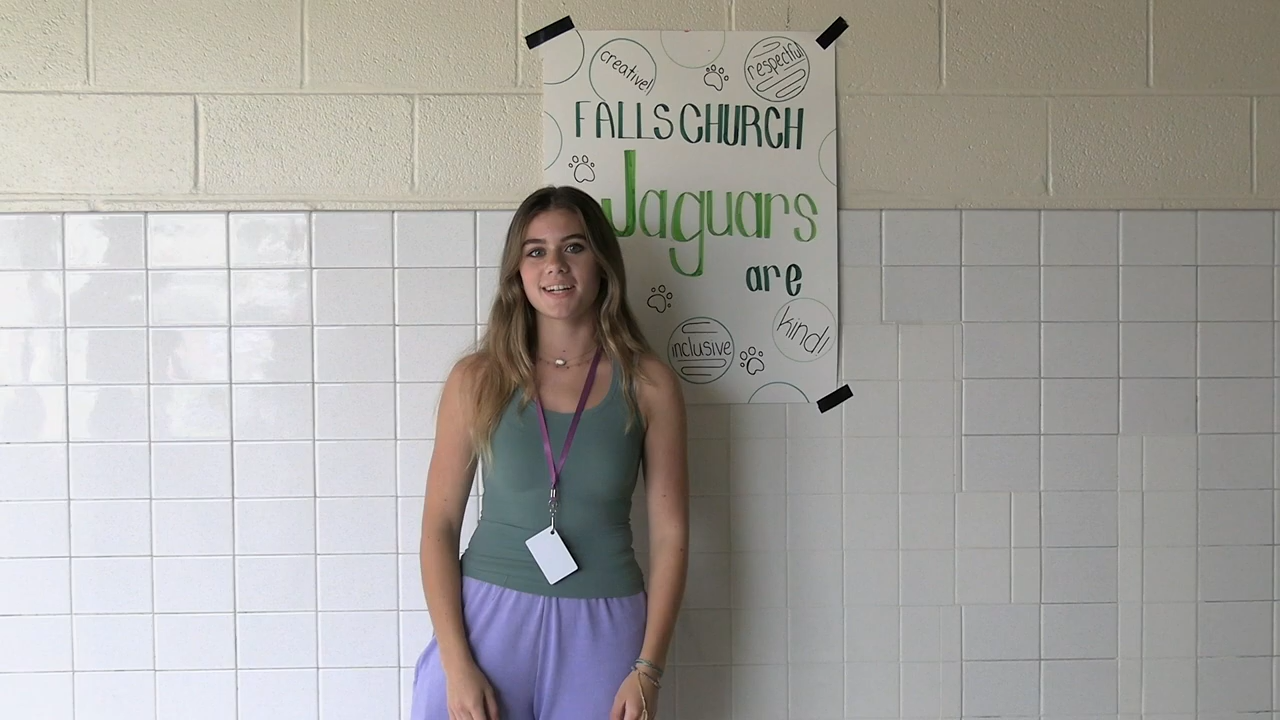 creative!
respectful
FALLS CHURCH
Jaguars
are
kind!
inclusive